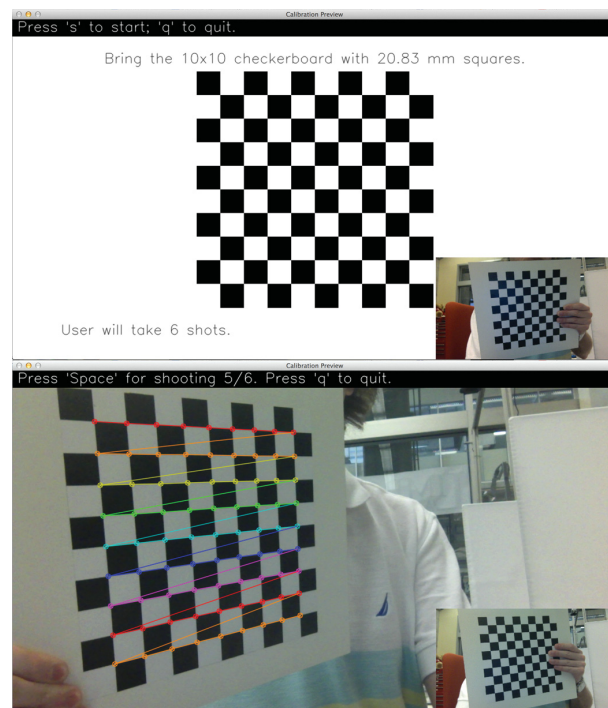 Calibration Preview
Press 's' to start; 'q' to quit.
Bring the 10x10 checkerboard with 20.83 mm squares.
User will take 6 shots.
Calibration Preview
Press 'Space' for shooting 5/6. Press 'q' to quit.